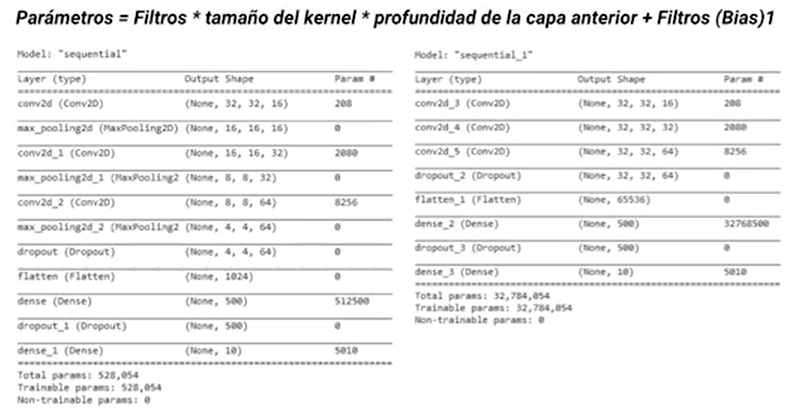 Parámetros = Filtros * tamaño del kernel * profundidad de la capa anterior + Filtros (Bias)1
Model: "sequential"
Layer (type) Output Shape Param #
conv2d (Conv2D) (None, 32, 32, 16) 208
max_pooling2d (MaxPooling2D) (None, 16, 16, 16) 0
conv2d_1 (Conv2D) (None, 16, 16, 32) 2080
max_pooling2d_1 (MaxPooling2 (None, 8, 8, 32) 0
conv2d_2 (Conv2D) (None, 8, 8, 64) 8256
max_pooling2d_2 (MaxPooling2 (None, 4, 4, 64) 0
dropout (Dropout) (None, 4, 4, 64) 0
flatten (Flatten) (None, 1024) 0
dense (Dense) (None, 500) 512500
dropout_1 (Dropout) (None, 500) 0
dense_1 (Dense) (None, 10) 5010
Total params: 528,054
Trainable params: 528,054
Non-trainable params: 0
Model: "sequential_1"
Layer (type) Output Shape Param #
conv2d_3 (Conv2D) (None, 32, 32, 16) 208
conv2d_4 (Conv2D) (None, 32, 32, 32) 2080
conv2d_5 (Conv2D) (None, 32, 32, 64) 8256
dropout_2 (Dropout) (None, 32, 32, 64) 0
flatten_1 (Flatten) (None, 65536) 0
dense_2 (Dense) (None, 500) 32768500
dropout_3 (Dropout) (None, 500) 0
dense_3 (Dense) (None, 10) 5010
Total params: 32,784,054
Trainable params: 32,784,054
Non-trainable params: 0